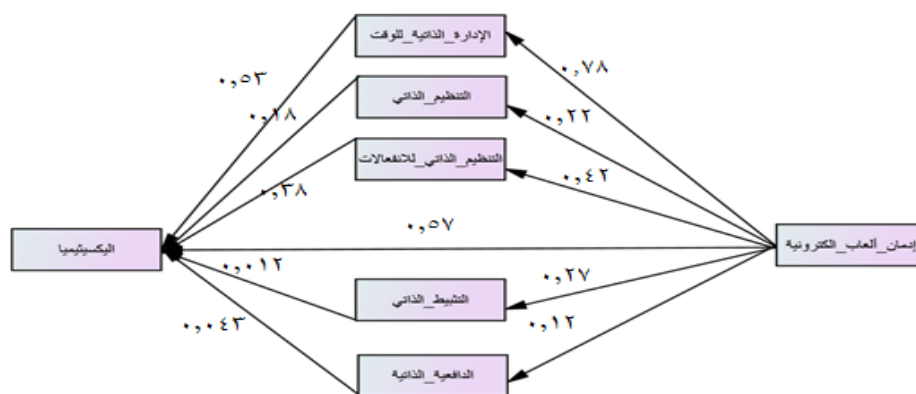 الإدارة_الذاتية_للوقت
٠,٥٣
٠,٧٨
التنظيم_الذاتي
٠,١٨
٠,٢٢
التنظيم_الذاتي_للانفعالات
٠,٣٨
٠,٤٢
٠,٥٧
اليكسيثيميا
إدمان_ألعاب_الكترونية
٠,٠١٢
٠,٢٧
التثبيط_الذاتي
٠,٠٤٣
٠,١٢
الدافعية_الذاتية